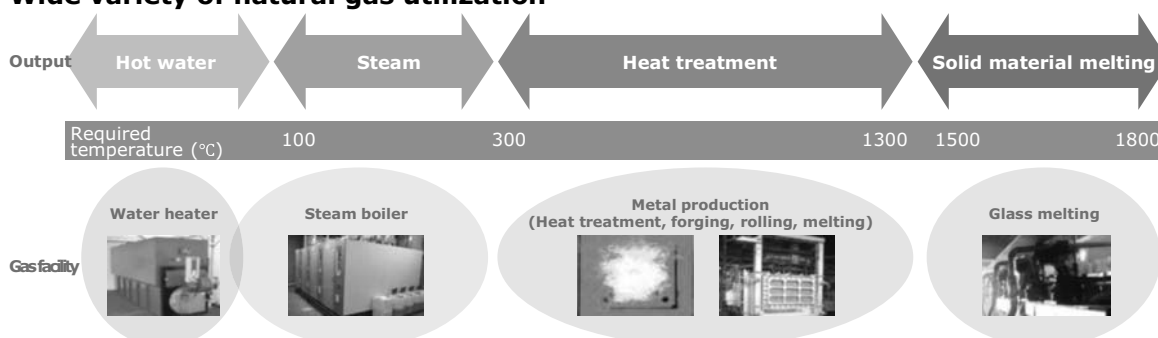 Wide variety of natural gas utilization
Output
Hot water
Steam
Heat treatment
Solid material melting
Required
temperature (℃)
100
300
1300
1500
1800
Water heater
Steam boiler
Metal production
(Heat treatment, forging, rolling, melting)
Glass melting
Gas facility